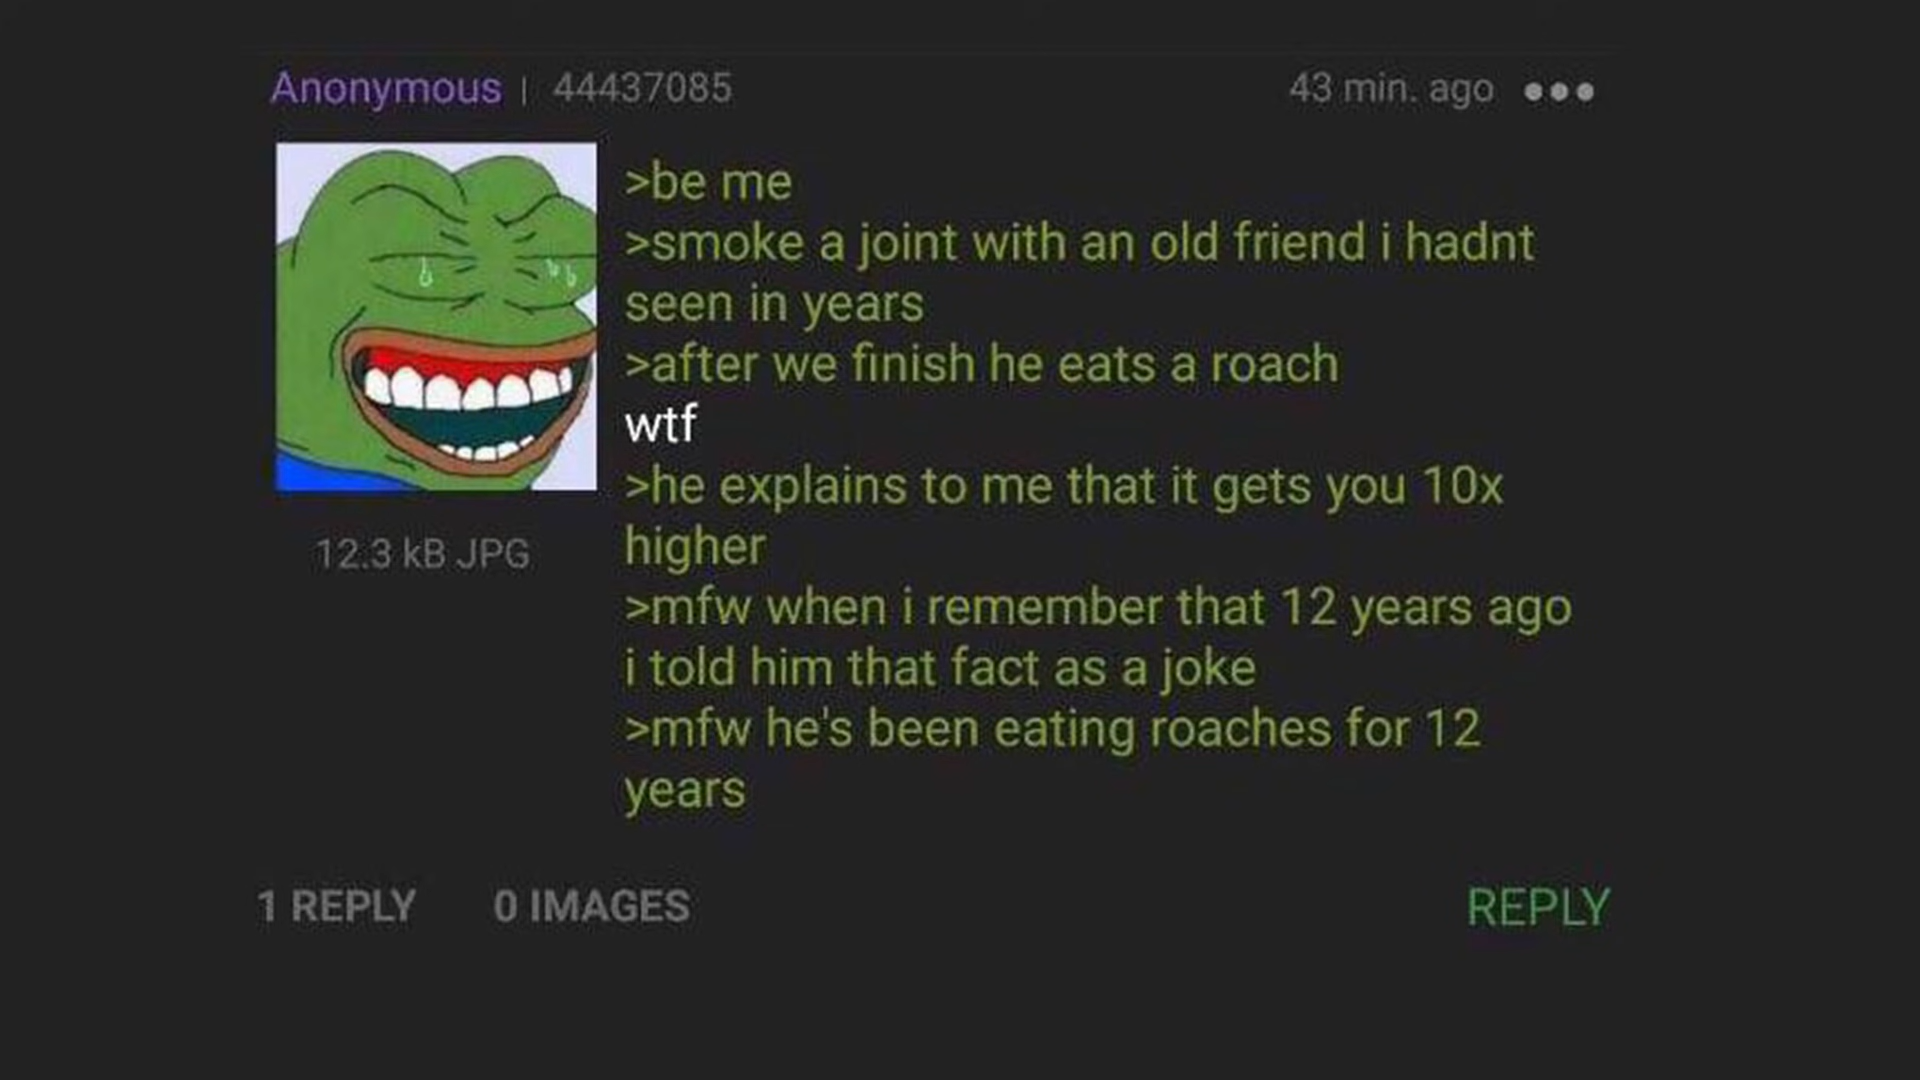 Anonymous | 44437085 43 min. ago
>be me
>smoke a joint with an old friend i hadnt
seen in years
>after we finish he eats a roach
wtf
>he explains to me that it gets you 10x
higher
>mfw when i remember that 12 years ago
i told him that fact as a joke
>mfw he's been eating roaches for 12
years
12.3 kB JPG
1 REPLY 0 IMAGES REPLY